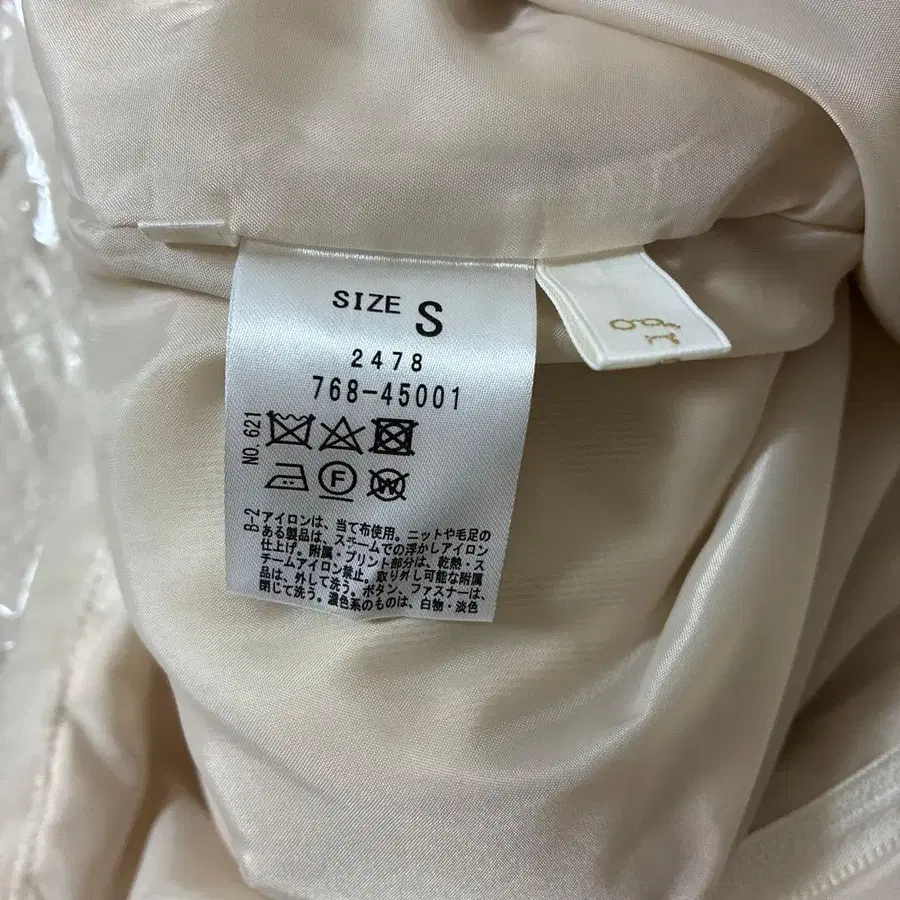 SIZE S
2478
768-45001
NO.621
F
W
B-2
アイロンは、当て布使用。ニットや毛足の
ある製品は、スチームでの浮かしアイロン
仕上げ。附属・プリント部分は、乾熱・ス
チームアイロン禁止。取り外し可能な附属
品は、外して洗う。ボタン、ファスナーは、
閉じて洗う。濃色系のものは、白物・淡色